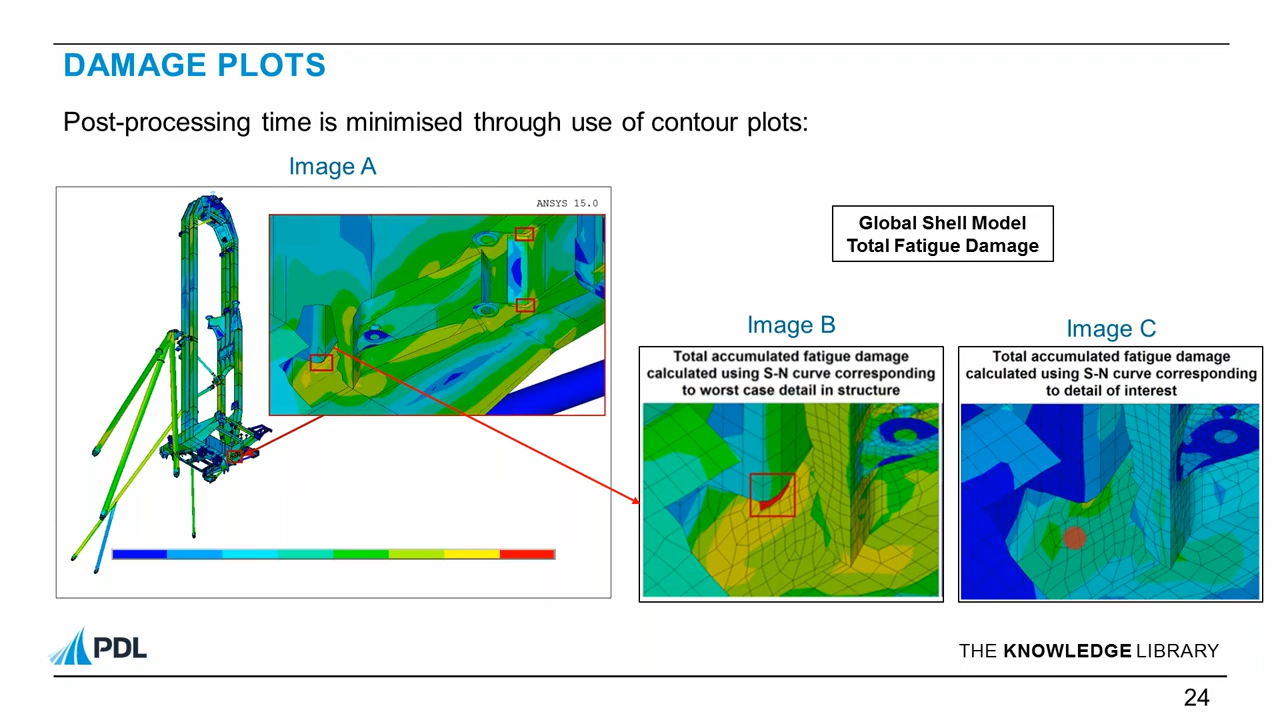 DAMAGE PLOTS
Post-processing time is minimised through use of contour plots:
Image A
ANSYS 15.0
Global Shell Model
Total Fatigue Damage
Image B
Total accumulated fatigue damage
calculated using S-N curve corresponding
to worst case detail in structure
Image C
Total accumulated fatigue damage
calculated using S-N curve corresponding
to detail of interest
PDL
THE KNOWLEDGE LIBRARY
24